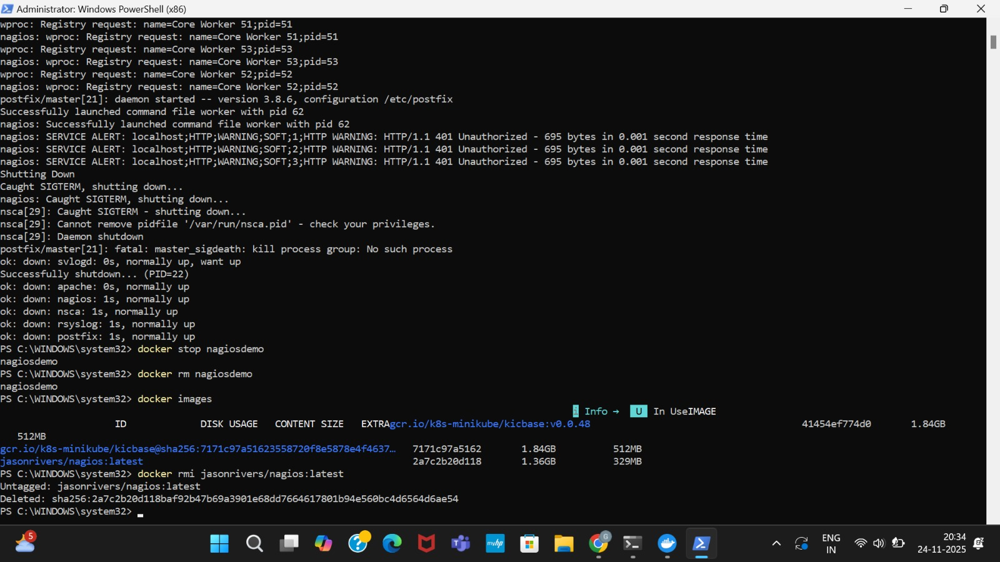 Administrator: Windows PowerShell (x86)
wproc: Registry request: name=Core Worker 51;pid=51
nagios: wproc: Registry request: name=Core Worker 51;pid=51
wproc: Registry request: name=Core Worker 53;pid=53
nagios: wproc: Registry request: name=Core Worker 53;pid=53
wproc: Registry request: name=Core Worker 52;pid=52
nagios: wproc: Registry request: name=Core Worker 52;pid=52
postfix/master[21]: daemon started -- version 3.8.6, configuration /etc/postfix
Successfully launched command file worker with pid 62
nagios: Successfully launched command file worker with pid 62
nagios: SERVICE ALERT: localhost;HTTP;WARNING;SOFT;1;HTTP WARNING: HTTP/1.1 401 Unauthorized - 695 bytes in 0.001 second response time
nagios: SERVICE ALERT: localhost;HTTP;WARNING;SOFT;2;HTTP WARNING: HTTP/1.1 401 Unauthorized - 695 bytes in 0.001 second response time
nagios: SERVICE ALERT: localhost;HTTP;WARNING;SOFT;3;HTTP WARNING: HTTP/1.1 401 Unauthorized - 695 bytes in 0.001 second response time
Shutting Down
Caught SIGTERM, shutting down...
nagios: Caught SIGTERM, shutting down...
nsca[29]: Caught SIGTERM - shutting down...
nsca[29]: Cannot remove pidfile '/var/run/nsca.pid' - check your privileges.
nsca[29]: Daemon shutdown
postfix/master[21]: fatal: master_sigdeath: kill process group: No such process
ok: down: svlogd: 0s, normally up, want up
Successfully shutdown... (PID=22)
ok: down: apache: 0s, normally up
ok: down: nagios: 1s, normally up
ok: down: nsca: 1s, normally up
ok: down: rsyslog: 1s, normally up
ok: down: postfix: 1s, normally up
PS C:\WINDOWS\system32> docker stop nagiosdemo
nagiosdemo
PS C:\WINDOWS\system32> docker rm nagiosdemo
nagiosdemo
PS C:\WINDOWS\system32> docker images
i Info → U In UseIMAGE
ID DISK USAGE CONTENT SIZE EXTRAgcr.io/k8s-minikube/kicbase:v0.0.48 41454ef774d0 1.84GB
512MB
gcr.io/k8s-minikube/kicbase@sha256:7171c97a51623558720f8e5878e4f4637… 7171c97a5162 1.84GB 512MB
jasonrivers/nagios:latest 2a7c2b20d118 1.36GB 329MB
PS C:\WINDOWS\system32> docker rmi jasonrivers/nagios:latest
Untagged: jasonrivers/nagios:latest
Deleted: sha256:2a7c2b20d118baf92b47b69a3901e68dd7664617801b94e560bc4d6564d6ae54
PS C:\WINDOWS\system32>
5
myhp
G
ENG
IN
20:34
24-11-2025